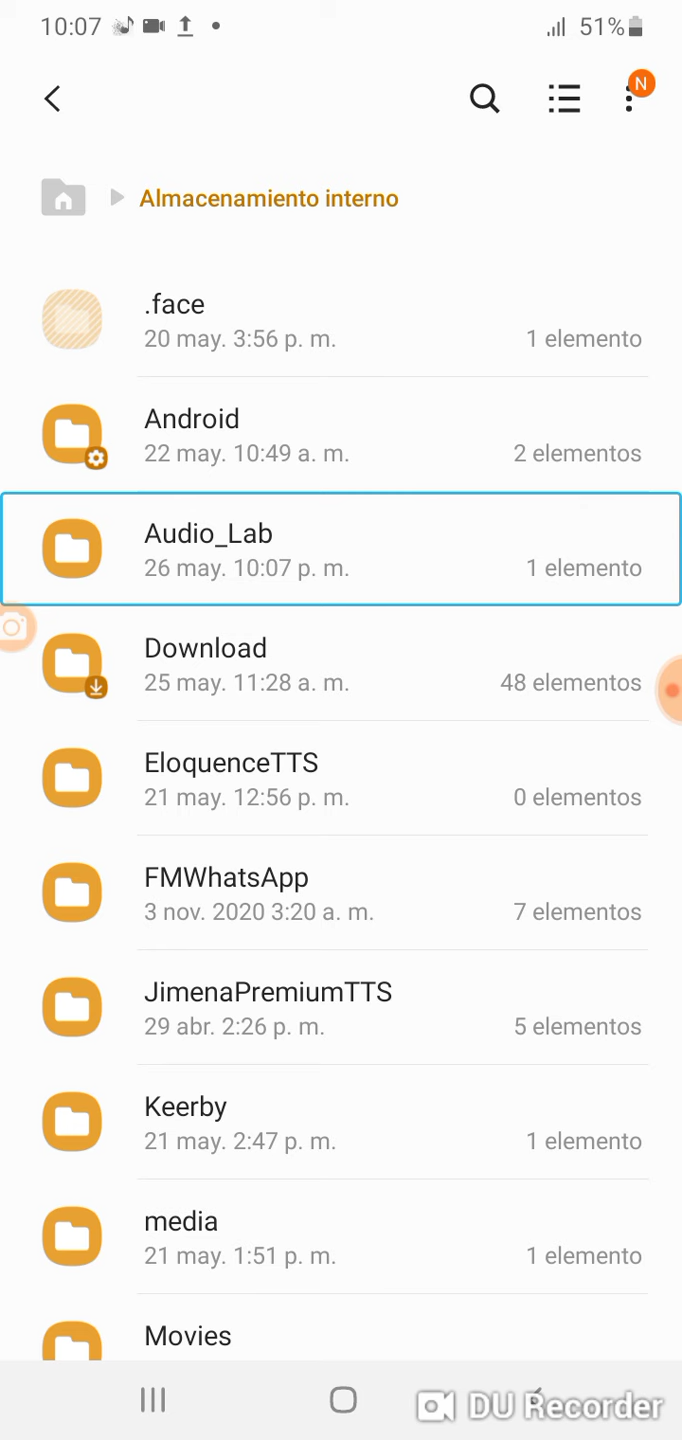 10:07 51%
N
Almacenamiento interno
.face
20 may. 3:56 p. m. 1 elemento
Android
22 may. 10:49 a. m. 2 elementos
Audio_Lab
26 may. 10:07 p. m. 1 elemento
Download
25 may. 11:28 a. m. 48 elementos
EloquenceTTS
21 may. 12:56 p. m. 0 elementos
FMWhatsApp
3 nov. 2020 3:20 a. m. 7 elementos
JimenaPremiumTTS
29 abr. 2:26 p. m. 5 elementos
Keerby
21 may. 2:47 p. m. 1 elemento
media
21 may. 1:51 p. m. 1 elemento
Movies
DU Recorder